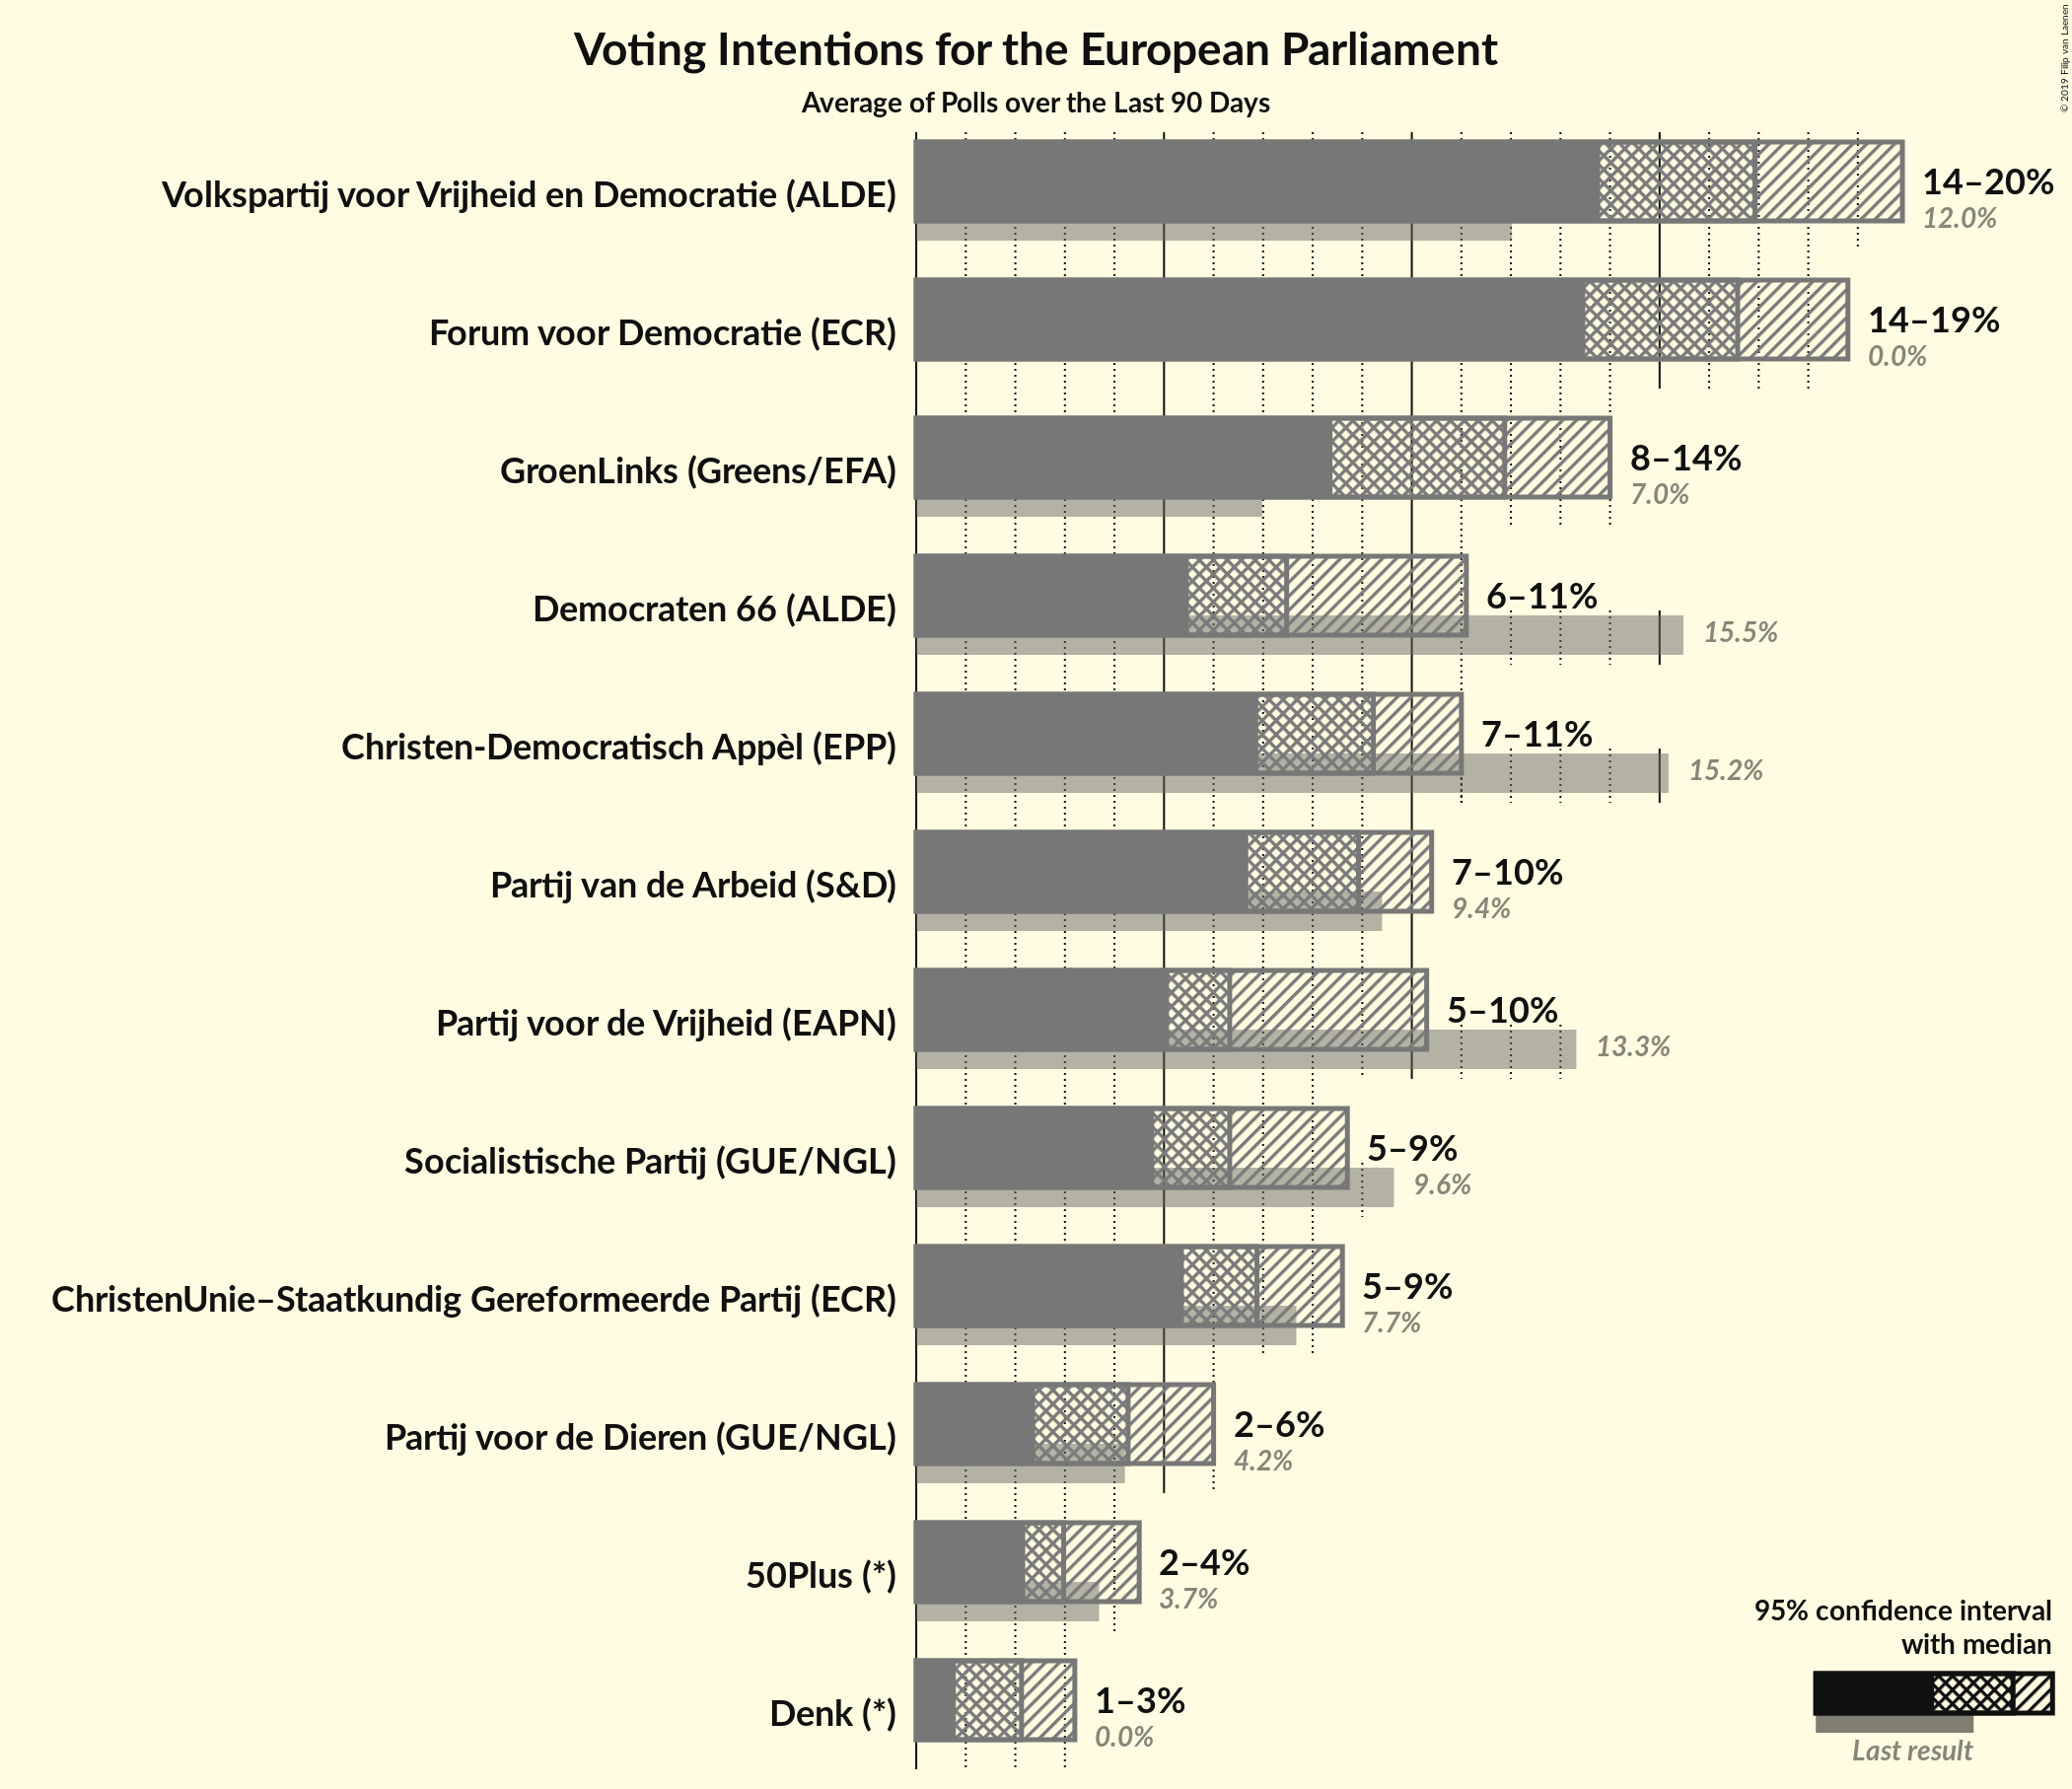 Voting Intentions for the European Parliament
Average of Polls over the Last 90 Days
© 2019 Filip van Laenen
Volkspartij voor Vrijheid en Democratie (ALDE)
14–20%
12.0%
Forum voor Democratie (ECR)
14–19%
0.0%
GroenLinks (Greens/EFA)
8–14%
7.0%
Democraten 66 (ALDE)
6–11%
15.5%
Christen-Democratisch Appèl (EPP)
7–11%
15.2%
Partij van de Arbeid (S&D)
7–10%
9.4%
Partij voor de Vrijheid (EAPN)
5–10%
13.3%
Socialistische Partij (GUE/NGL)
5–9%
9.6%
ChristenUnie–Staatkundig Gereformeerde Partij (ECR)
5–9%
7.7%
Partij voor de Dieren (GUE/NGL)
2–6%
4.2%
50Plus (*)
2–4%
3.7%
Denk (*)
1–3%
0.0%
95% confidence interval
with median
Last result